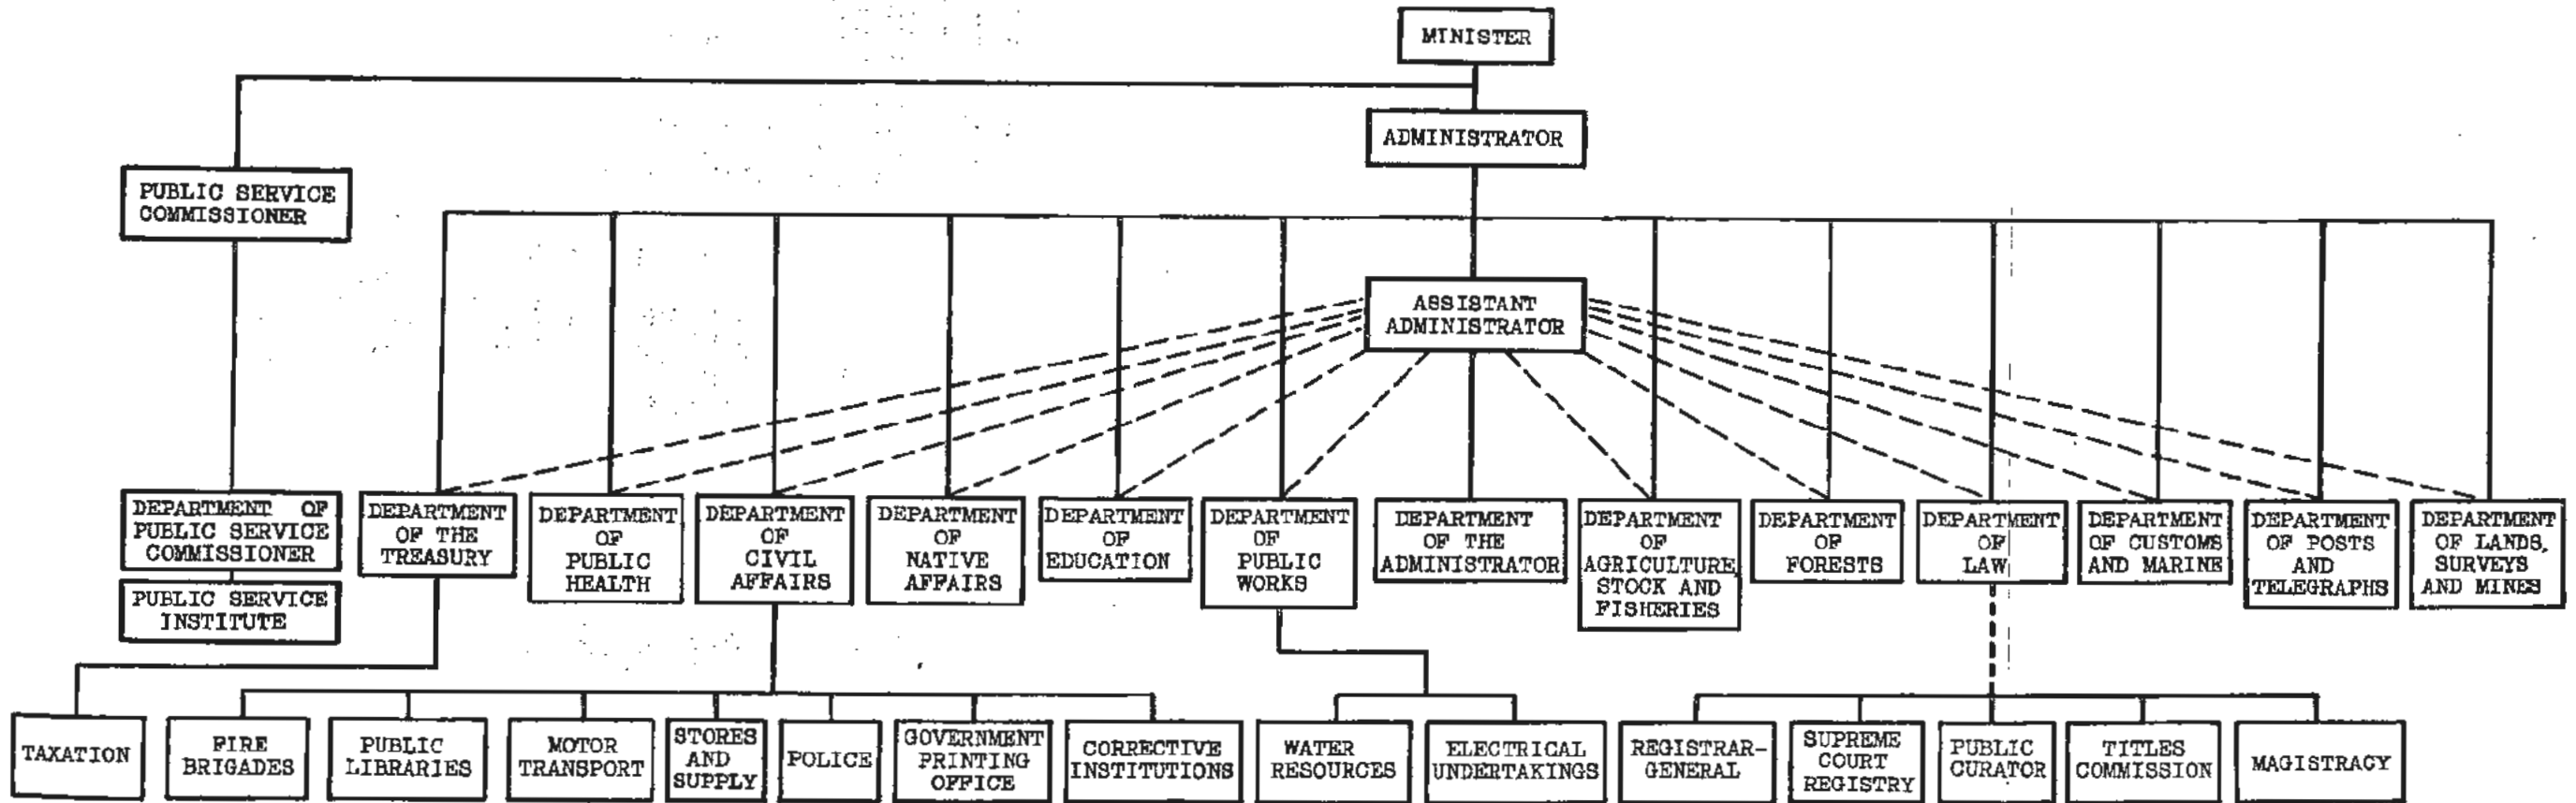 MINISTER
ADMINISTRATOR
PUBLIC SERVICE
COMMISSIONER
ASSISTANT
ADMINISTRATOR
DEPARTMENT OF
PUBLIC SERVICE
COMMISSIONER
PUBLIC SERVICE
INSTITUTE
DEPARTMENT
OF THE
TREASURY
DEPARTMENT
OF
PUBLIC
HEALTH
DEPARTMENT
OF
CIVIL
AFFAIRS
DEPARTMENT
OF
NATIVE
AFFAIRS
DEPARTMENT
OF
EDUCATION
DEPARTMENT
OF
PUBLIC
WORKS
DEPARTMENT
OF THE
ADMINISTRATOR
DEPARTMENT
OF
AGRICULTURE
STOCK AND
FISHERIES
DEPARTMENT
OF
FORESTS
DEPARTMENT
OF
LAW
DEPARTMENT
OF CUSTOMS
AND MARINE
DEPARTMENT
OF POSTS
AND
TELEGRAPHS
DEPARTMENT
OF LANDS,
SURVEYS
AND MINES
TAXATION
FIRE
BRIGADES
PUBLIC
LIBRARIES
MOTOR
TRANSPORT
STORES
AND
SUPPLY
POLICE
GOVERNMENT
PRINTING
OFFICE
CORRECTIVE
INSTITUTIONS
WATER
RESOURCES
ELECTRICAL
UNDERTAKINGS
REGISTRAR-
GENERAL
SUPREME
COURT
REGISTRY
PUBLIC
CURATOR
TITLES
COMMISSION
MAGISTRACY